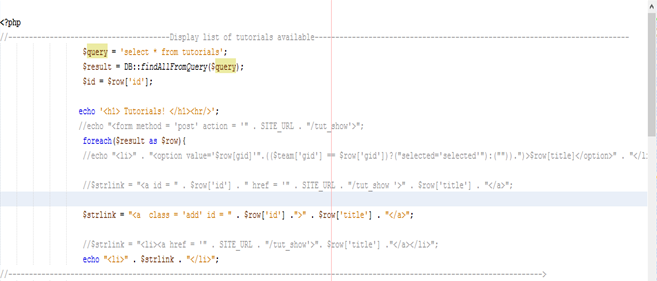 <?php
//---------------------------------------Display list of tutorials available---------------------------------------------------------------------------
$query = 'select * from tutorials';
$result = DB::findAllFromQuery($query);
$id = $row['id'];
echo '<h1> Tutorials! </h1><hr/>';
//echo "<form method = 'post' action = '" . SITE_URL . "/tut_show'>";
foreach($result as $row){
//echo "<li>" . "<option value='$row[gid]'".(($team['gid'] == $row['gid'])?("selected='selected'"):("")).")>$row[title]</option>" . "</li
//$strlink = "<a id = " . $row['id'] . " href = '" . SITE_URL . "/tut_show '>" . $row['title'] . "</a>";
$strlink = "<a  class = 'add' id = " . $row['id'] .">" . $row['title'] . "</a>";
//$strlink = "<li><a href = '" . SITE_URL . "/tut_show'>". $row['title'] ."</a></li>";
echo "<li>" . $strlink . "</li>";
//--------------------------------------------------------------------------------------------------------------------------------->